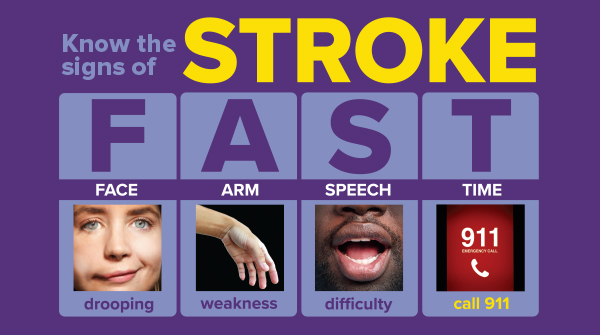 Know the
signs of
STROKE
F A S T
FACE ARM SPEECH TIME
911
EMERGENCY CALL
drooping weakness difficulty call 911